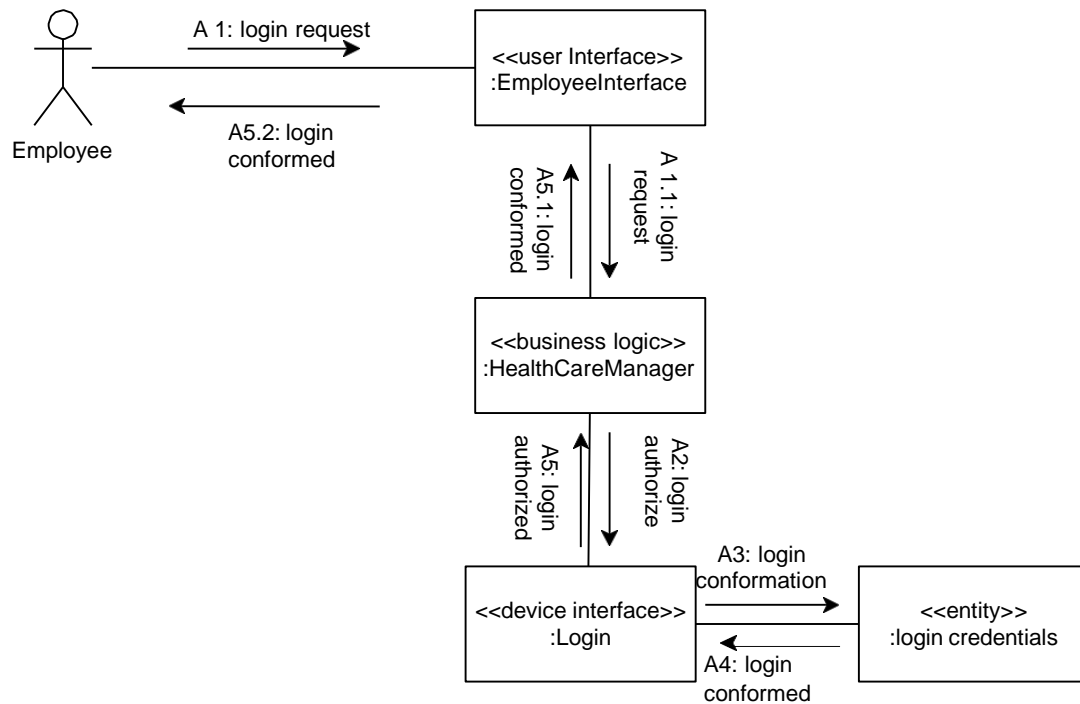 A 1: login request
<<user Interface>>
:EmployeeInterface
A5.2: login
conformed
Employee
A5.1: login
conformed
A 1.1: login
request
<<business logic>>
:HealthCareManager
A5: login
authorized
A2: login
authorize
A3: login
conformation
<<device interface>>
:Login
<<entity>>
:login credentials
A4: login
conformed